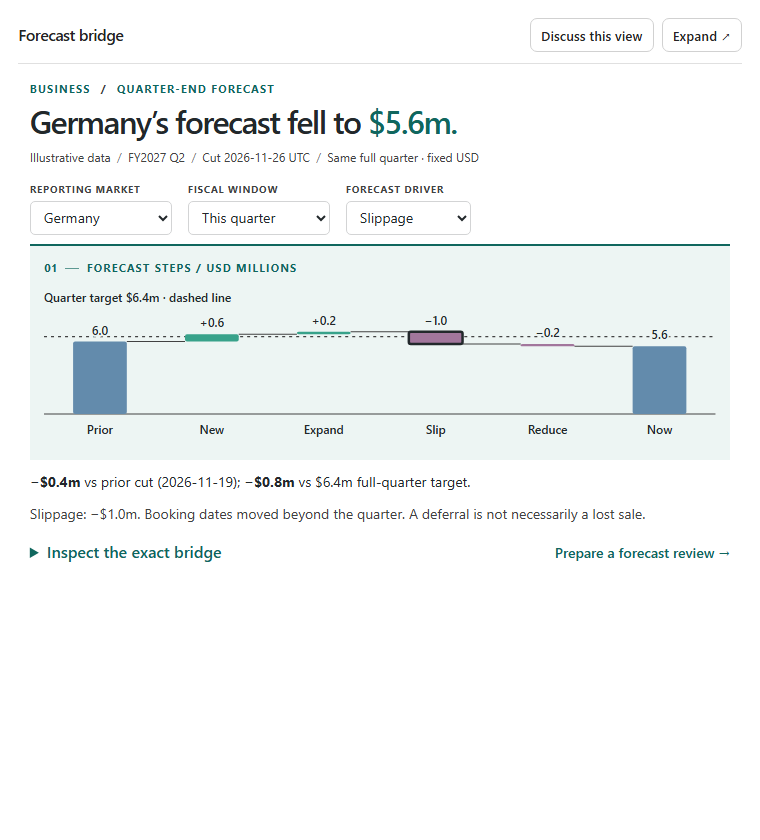 Forecast bridge
Discuss this view
Expand ↗
BUSINESS / QUARTER-END FORECAST
Germany’s forecast fell to $5.6m.
Illustrative data / FY2027 Q2 / Cut 2026-11-26 UTC / Same full quarter · fixed USD
REPORTING MARKET
FISCAL WINDOW
FORECAST DRIVER
Germany
This quarter
Slippage
01 — FORECAST STEPS / USD MILLIONS
Quarter target $6.4m · dashed line
6.0 +0.6 +0.2 −1.0 −0.2 5.6
Prior New Expand Slip Reduce Now
−$0.4m vs prior cut (2026-11-19); −$0.8m vs $6.4m full-quarter target.
Slippage: −$1.0m. Booking dates moved beyond the quarter. A deferral is not necessarily a lost sale.
▶ Inspect the exact bridge
Prepare a forecast review →